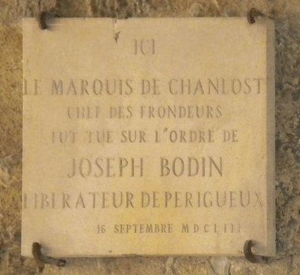 ICI
LE MARQUIS DE CHANLOST
CHEF DES FRONDEURS
FUT TUE SUR L'ORDRE DE
JOSEPH BODIN
LIBERATEUR DE PERIGUEUX
16 SEPTEMBRE MDCLIII